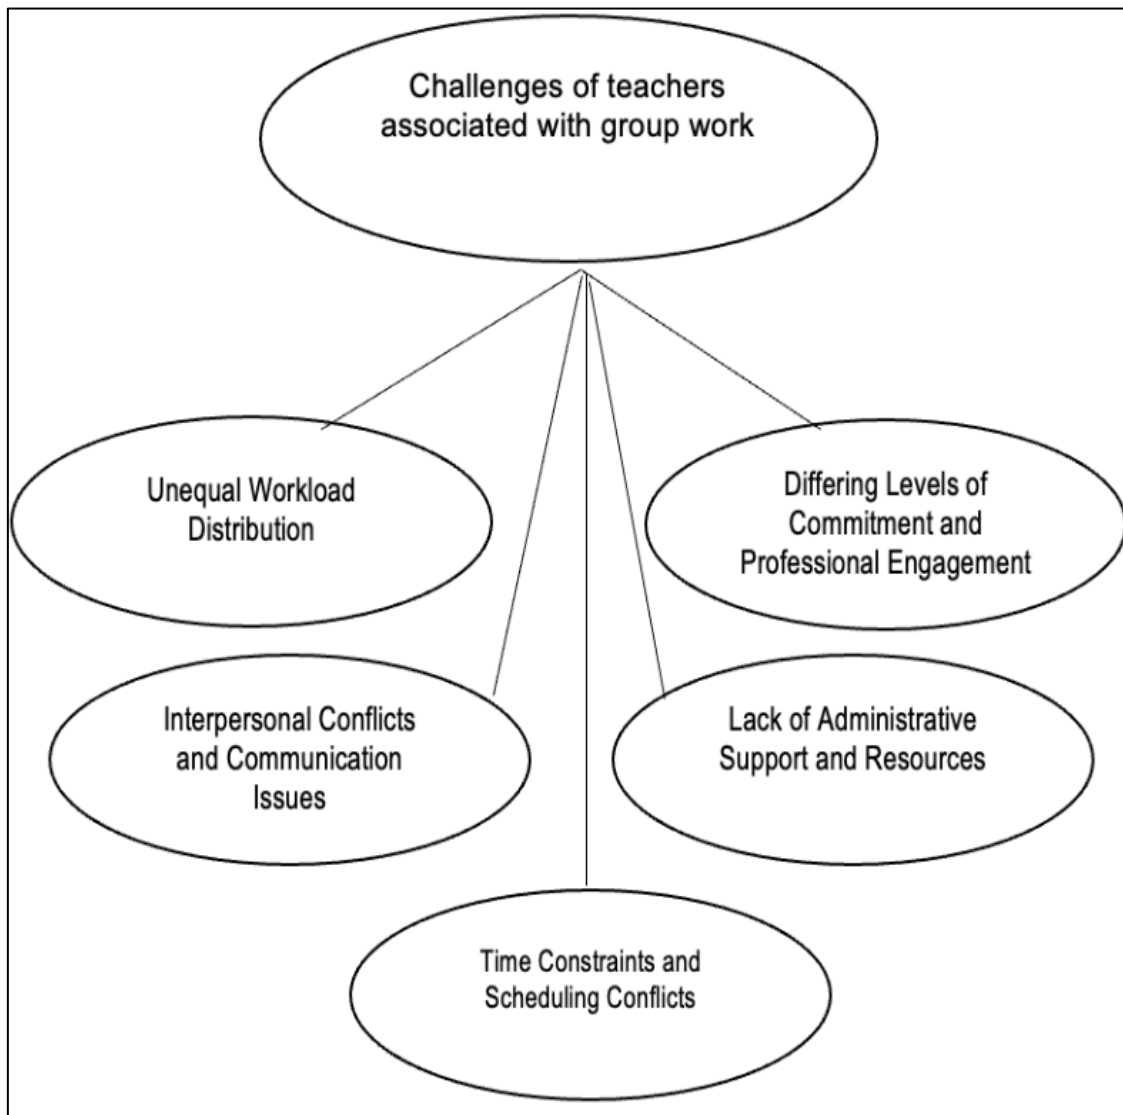 Challenges of teachers
associated with group work
Unequal Workload
Distribution
Differing Levels of
Commitment and
Professional Engagement
Interpersonal Conflicts
and Communication
Issues
Lack of Administrative
Support and Resources
Time Constraints and
Scheduling Conflicts